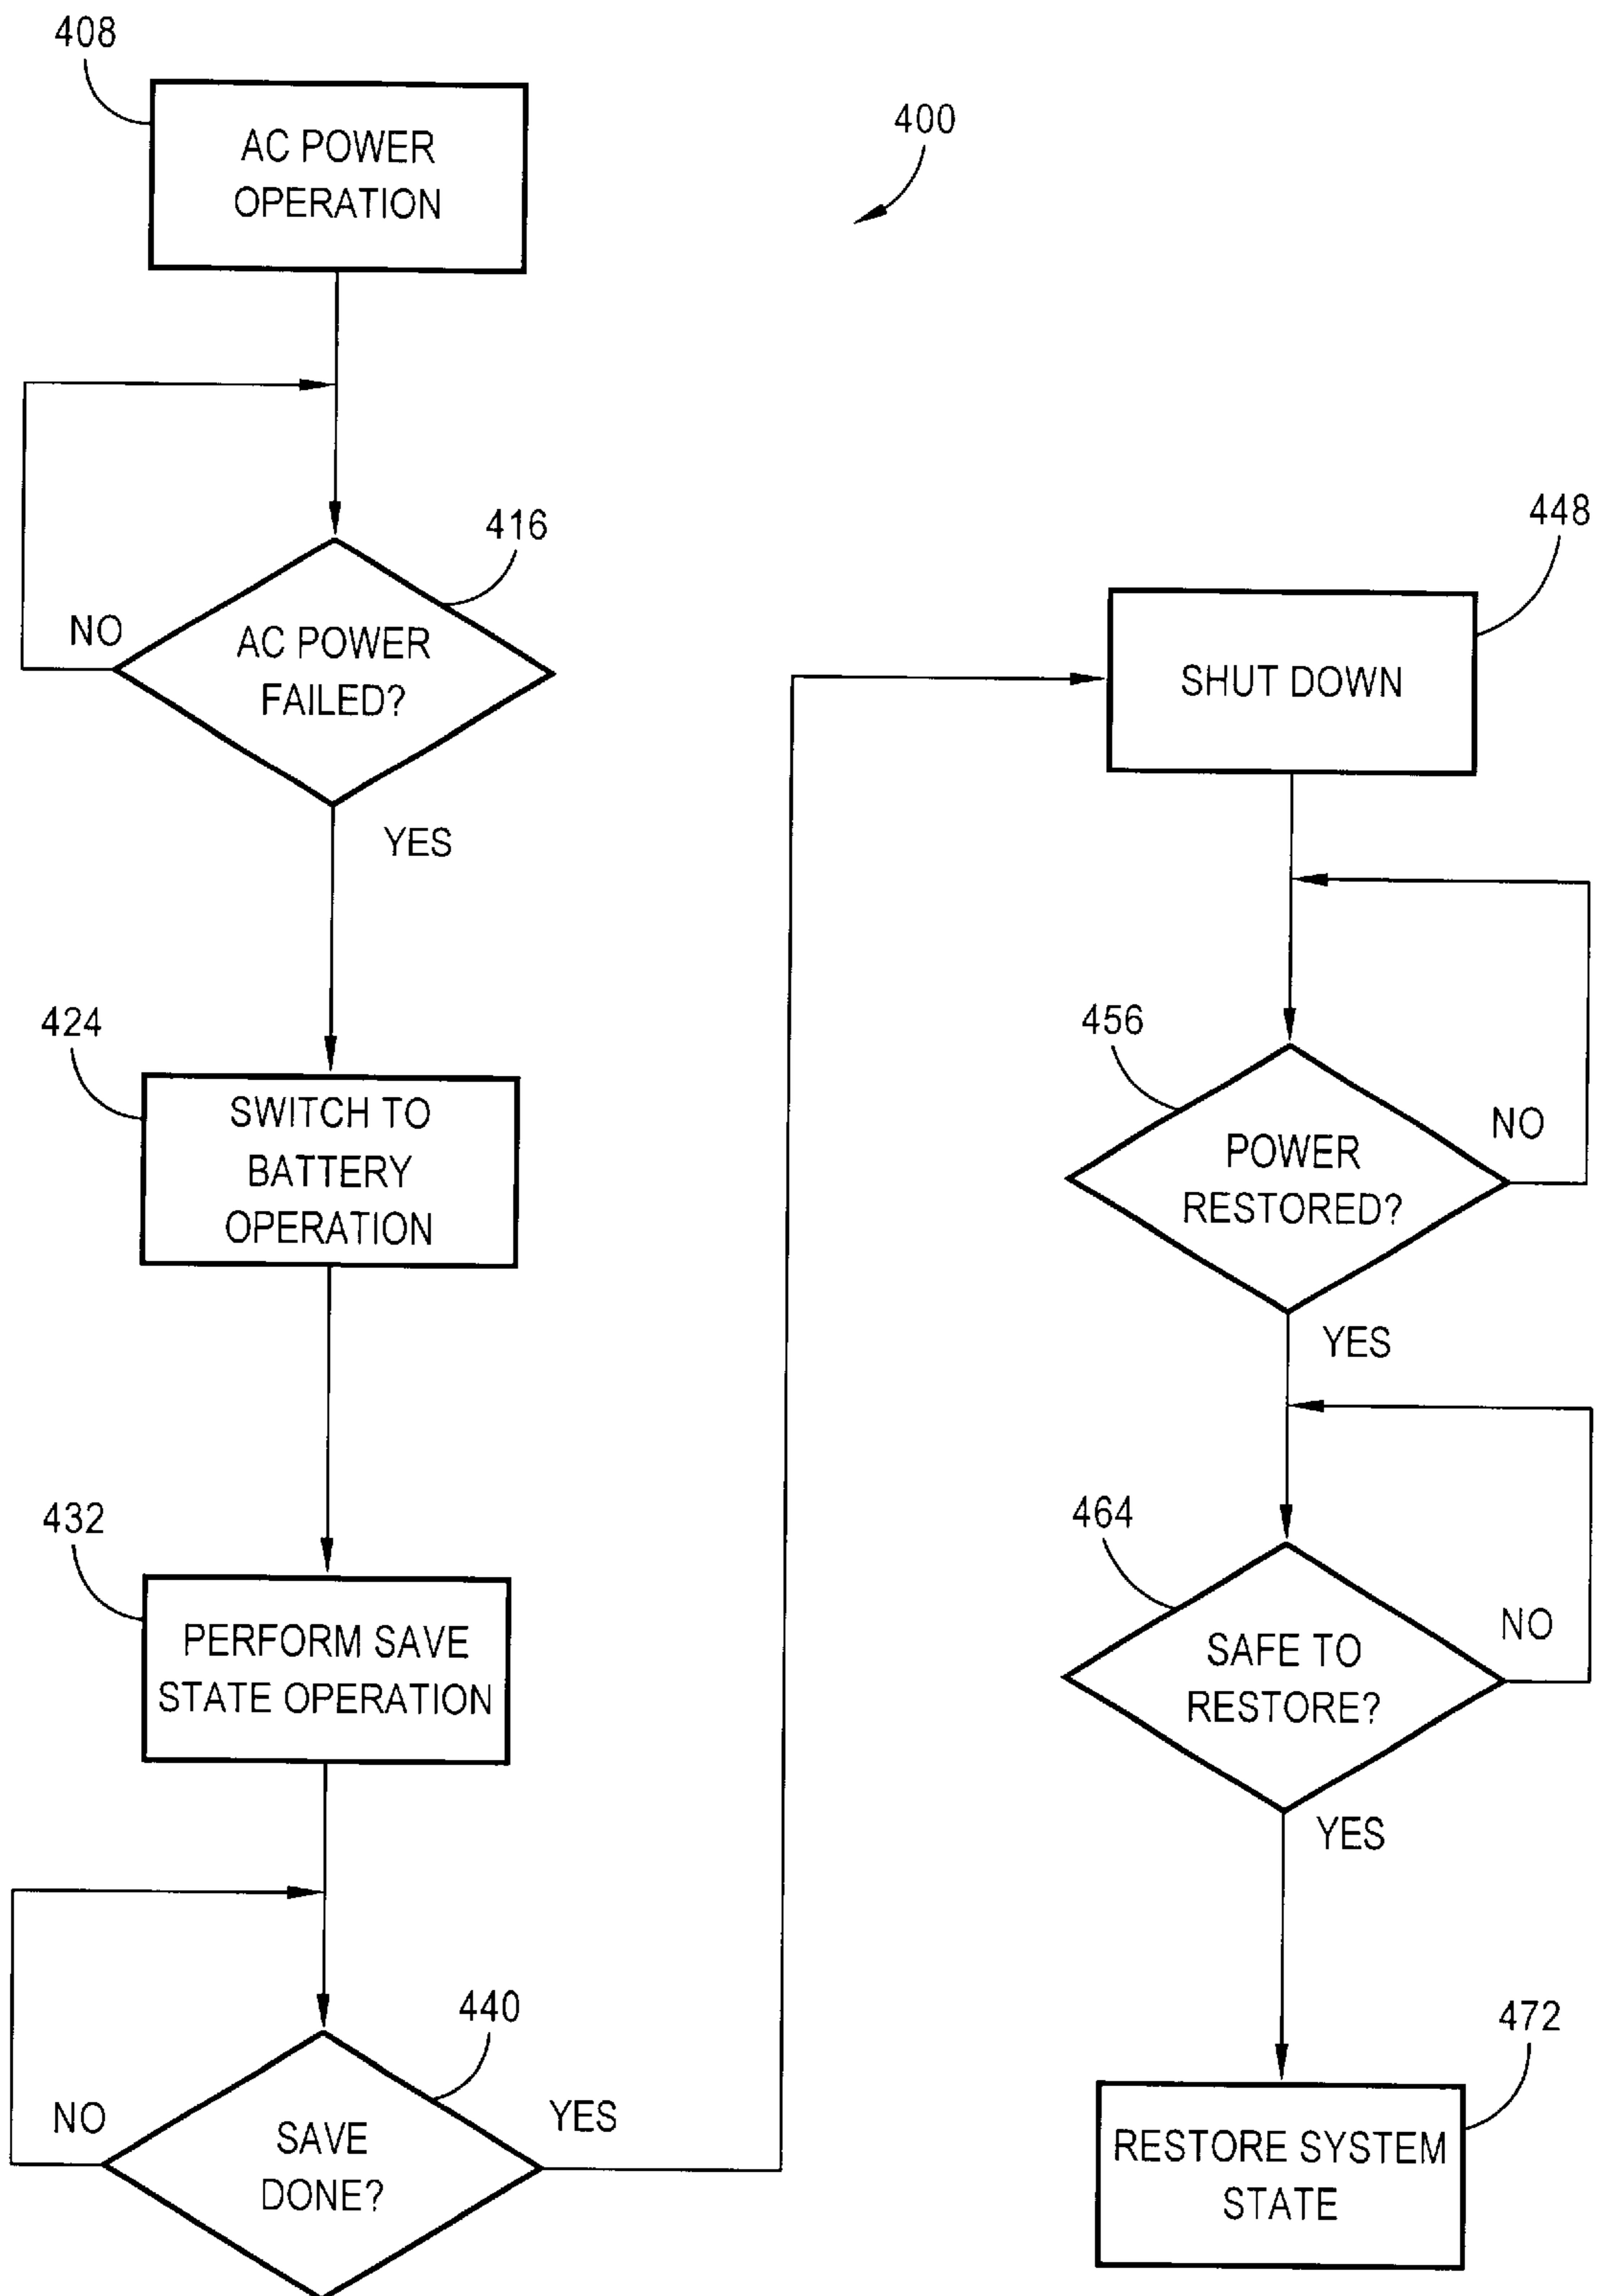 408
AC POWER
OPERATION
400
416
NO
AC POWER
FAILED?
YES
424
SWITCH TO
BATTERY
OPERATION
432
PERFORM SAVE
STATE OPERATION
440
NO
YES
SAVE
DONE?
448
SHUT DOWN
456
NO
POWER
RESTORED?
YES
464
NO
SAFE TO
RESTORE?
YES
472
RESTORE SYSTEM
STATE